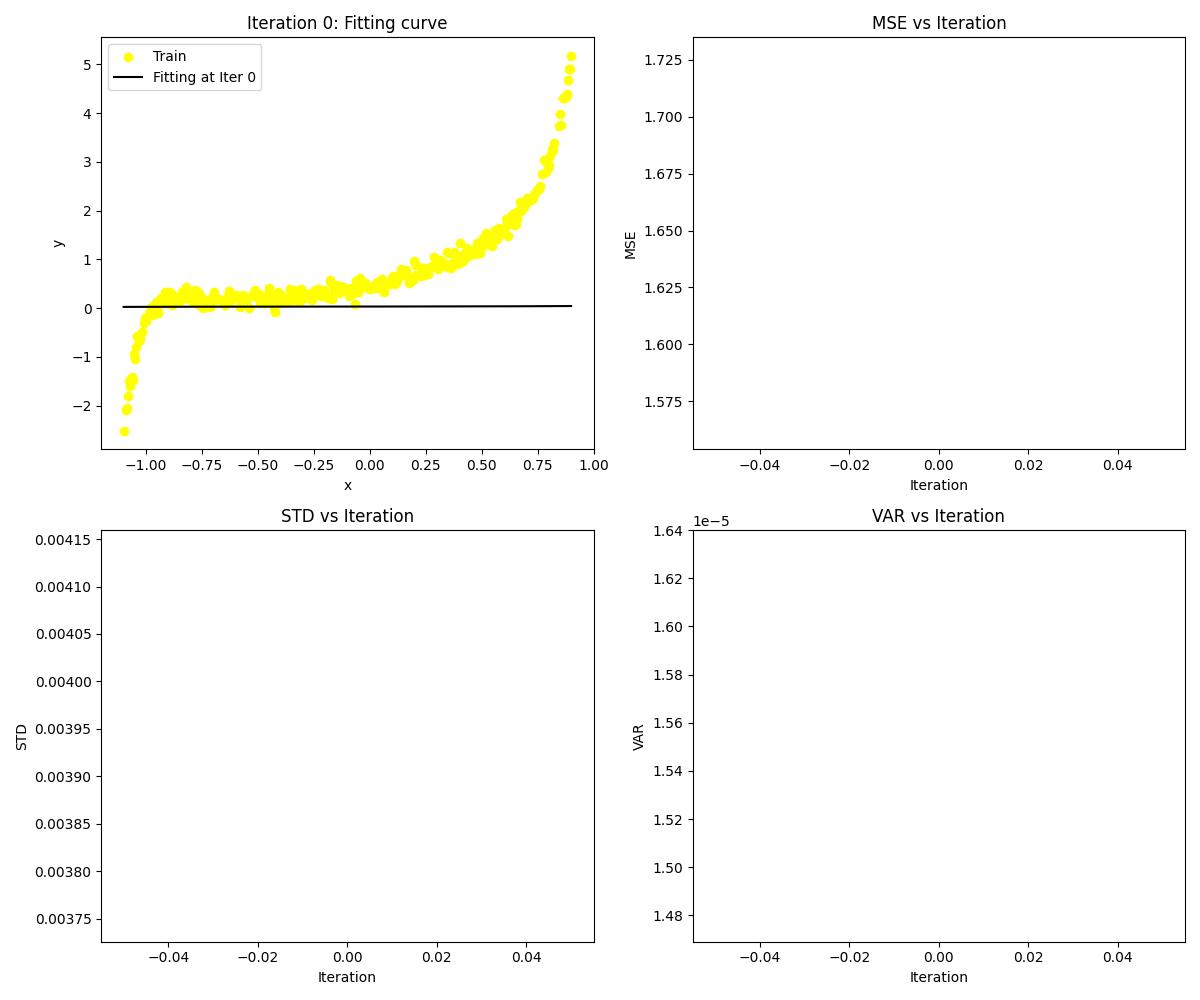 Iteration 0: Fitting curve
Train
Fitting at Iter 0
5
4
3
2
1
0
−1
−2
y
−1.00 −0.75 −0.50 −0.25 0.00 0.25 0.50 0.75 1.00
x
MSE vs Iteration
1.725
1.700
1.675
1.650
1.625
1.600
1.575
MSE
−0.04 −0.02 0.00 0.02 0.04
Iteration
STD vs Iteration
0.00415
0.00410
0.00405
0.00400
0.00395
0.00390
0.00385
0.00380
0.00375
STD
−0.04 −0.02 0.00 0.02 0.04
Iteration
VAR vs Iteration
1e−5
1.64
1.62
1.60
1.58
1.56
1.54
1.52
1.50
1.48
VAR
−0.04 −0.02 0.00 0.02 0.04
Iteration